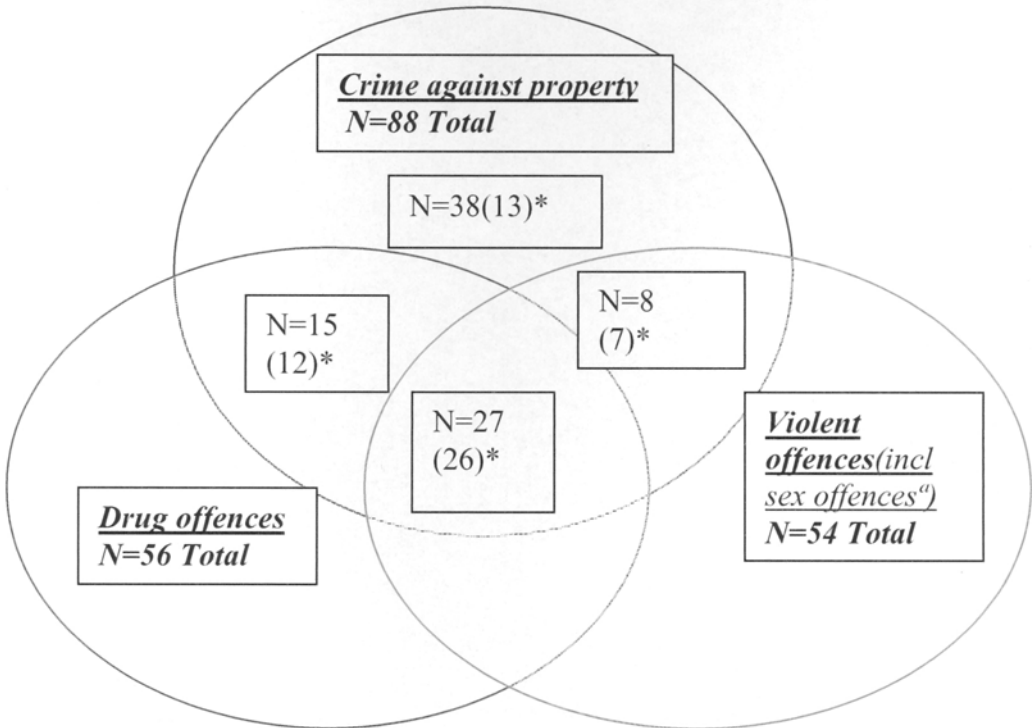 Crime against property
N=88 Total
N=38(13)*
N=15
(12)*
N=8
(7)*
N=27
(26)*
Drug offences
N=56 Total
Violent
offences(incl
sex offencesᵃ)
N=54 Total